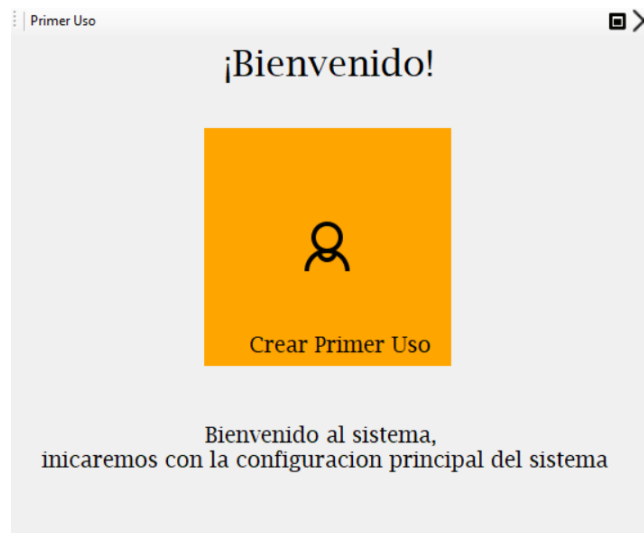 Primer Uso
¡Bienvenido!
Crear Primer Uso
Bienvenido al sistema,
inicaremos con la configuracion principal del sistema